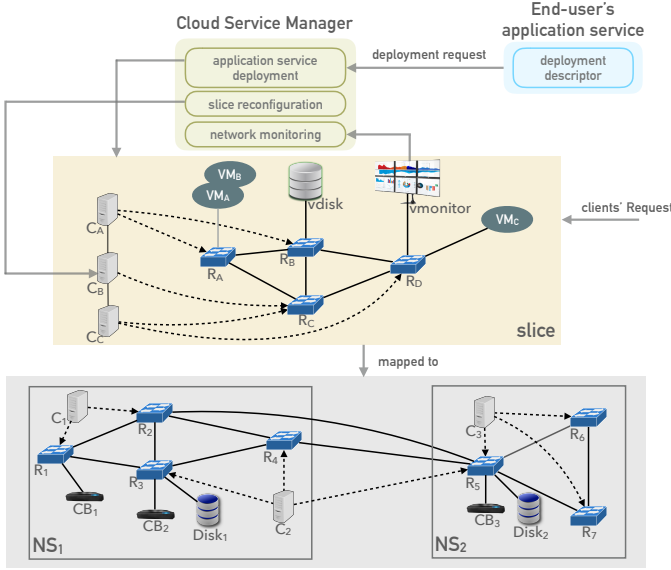 Cloud Service Manager
End-user's
application service
application service
deployment
deployment request
deployment
descriptor
slice reconfiguration
network monitoring
VMB
VMA
vdisk
vmonitor
VMC
clients' Request
CA
RA
RB
RD
CB
RC
CC
slice
mapped to
C1
R2
C3
R6
R1
R3
R4
R5
CB1
CB2
Disk1
C2
CB3
Disk2
R7
NS1
NS2